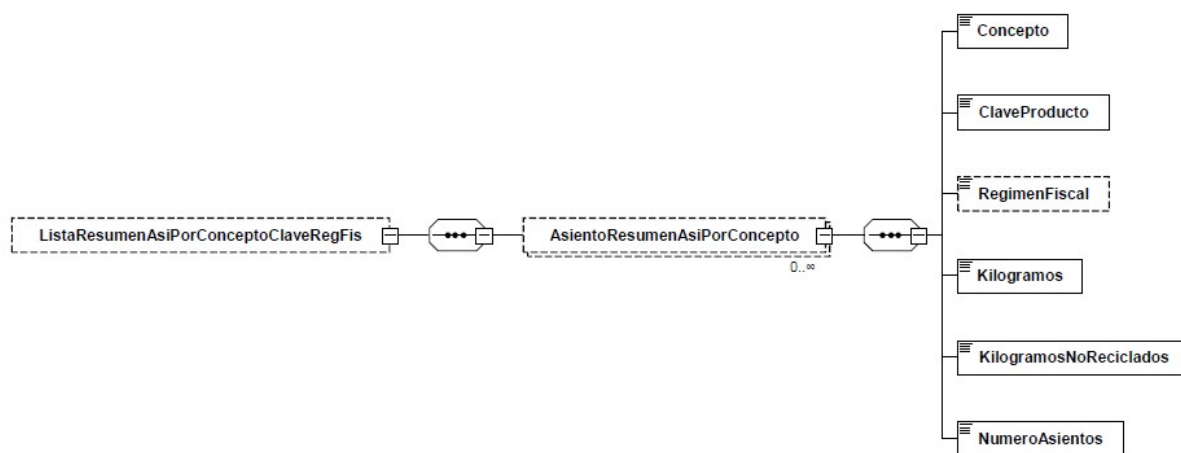 Concepto
ClaveProducto
RegimenFiscal
ListaResumenAsiPorConceptoClaveRegFis
AsientoResumenAsiPorConcepto
0..∞
Kilogramos
KilogramosNoReciclados
NumeroAsientos